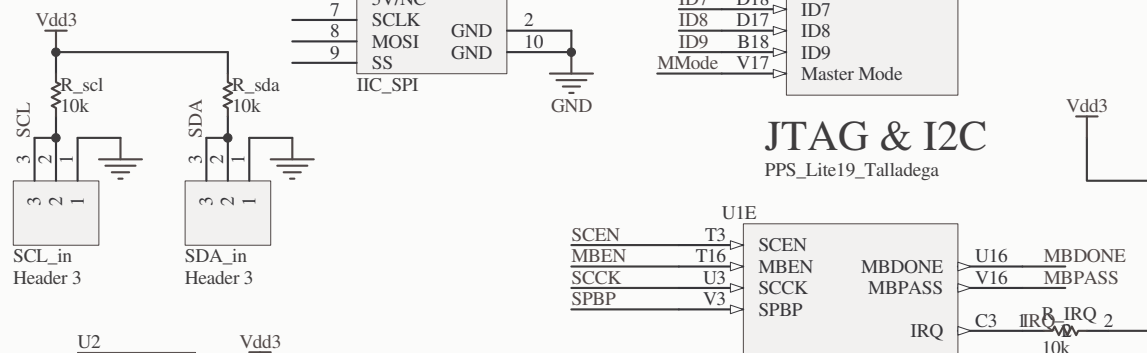 Vdd3
R_scl
10k
SCL
3
2
1
3
2
1
SCL_in
Header 3
R_sda
10k
SDA
3
2
1
3
2
1
SDA_in
Header 3
7
SCLK
8
MOSI
9
SS
GND 2
GND 10
IIC_SPI
GND
ID7 D18 ID7
ID8 D17 ID8
ID9 B18 ID9
MMode V17 Master Mode
JTAG & I2C
PPS_Lite19_Talladega
Vdd3
U1E
SCEN T3 SCEN
MBEN T16 MBEN
SCCK U3 SCCK
SPBP V3 SPBP
MBDONE U16 MBDONE
MBPASS V16 MBPASS
IRQ C3 IRQ
R_IRQ
2
10k
U2
Vdd3